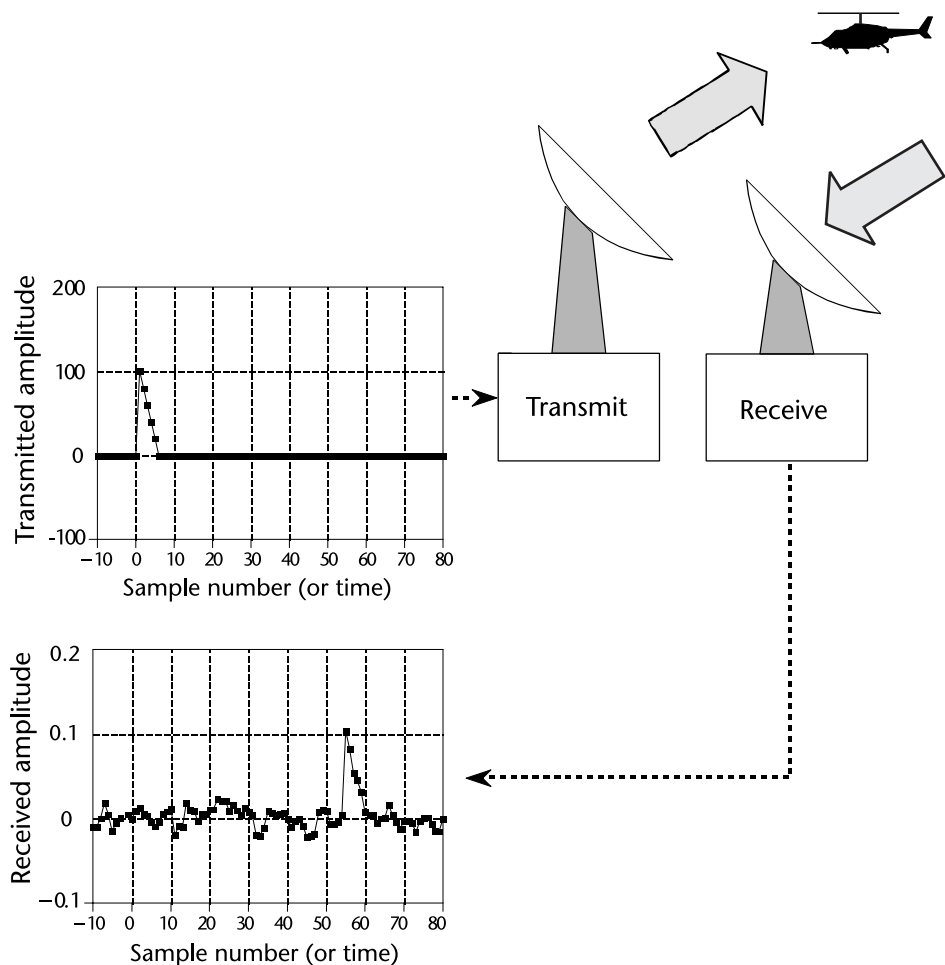 Transmitted amplitude
200
100
0
-100
−10 0 10 20 30 40 50 60 70 80
Sample number (or time)
Transmit
Receive
Received amplitude
0.2
0.1
0
−0.1
−10 0 10 20 30 40 50 60 70 80
Sample number (or time)